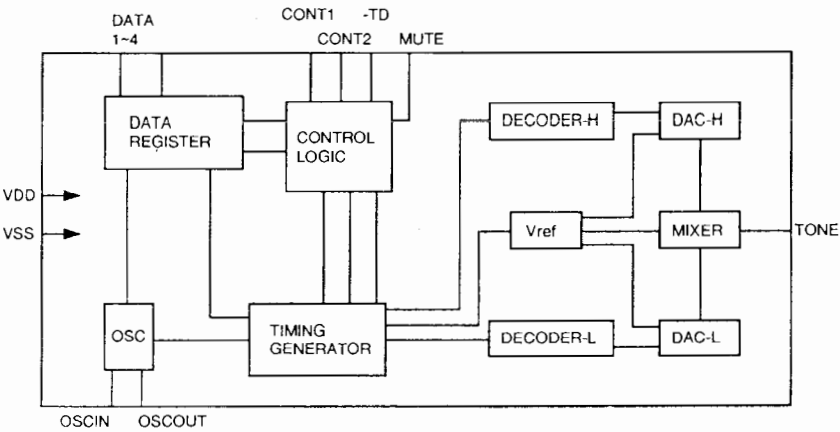 DATA
1~4
CONT1
-TD
CONT2
MUTE
DATA
REGISTER
CONTROL
LOGIC
DECODER-H
DAC-H
VDD
VSS
Vref
MIXER
TONE
OSC
TIMING
GENERATOR
DECODER-L
DAC-L
OSCIN
OSCOUT